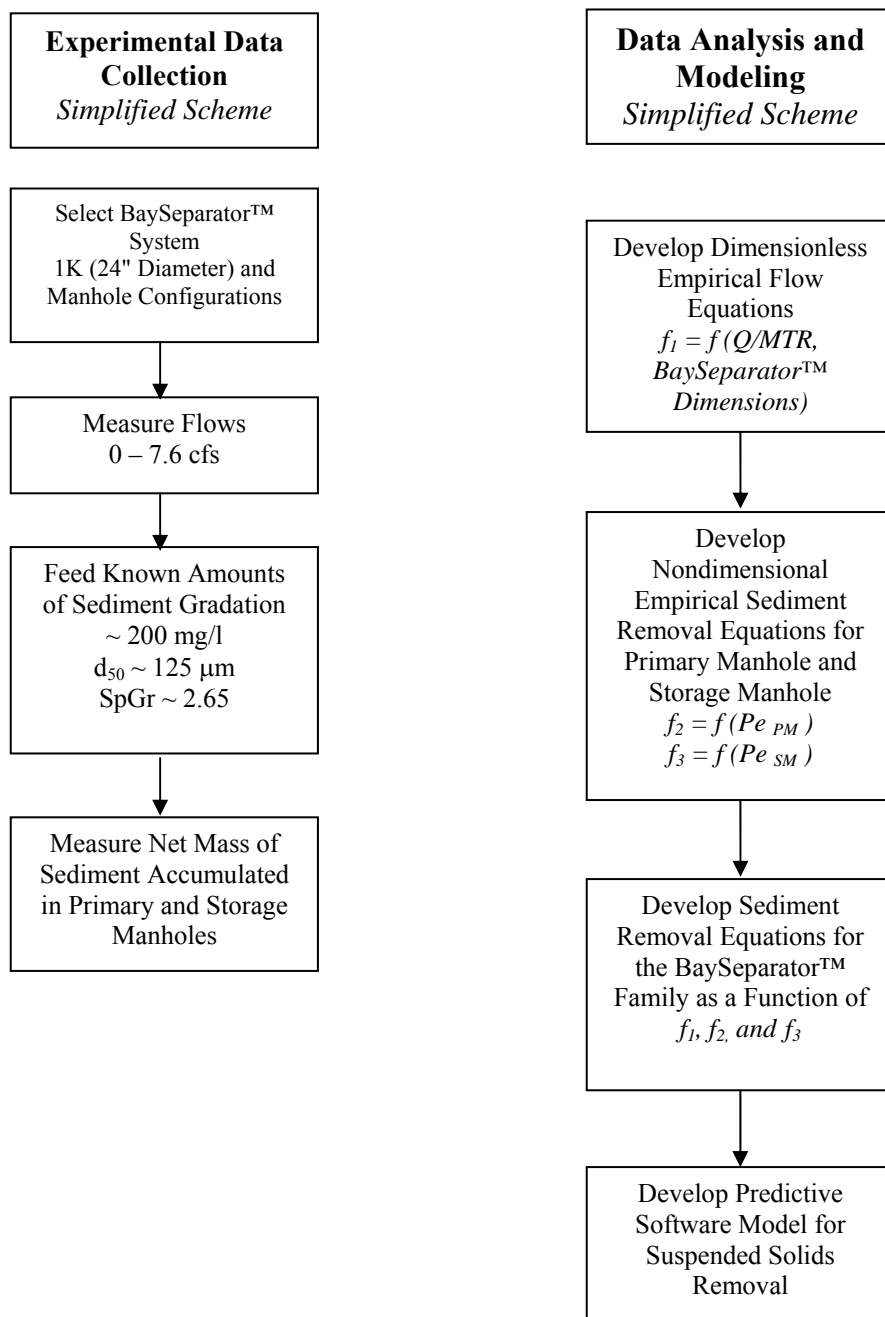 Experimental Data
Collection
Simplified Scheme
Select BaySeparator™
System
1K (24" Diameter) and
Manhole Configurations
Measure Flows
0 – 7.6 cfs
Feed Known Amounts
of Sediment Gradation
~ 200 mg/l
d50 ~ 125 μm
SpGr ~ 2.65
Measure Net Mass of
Sediment Accumulated
in Primary and Storage
Manholes
Data Analysis and
Modeling
Simplified Scheme
Develop Dimensionless
Empirical Flow
Equations
f1 = f (Q/MTR,
BaySeparator™
Dimensions)
Develop
Nondimensional
Empirical Sediment
Removal Equations for
Primary Manhole and
Storage Manhole
f2 = f (Pe PM )
f3 = f (Pe SM )
Develop Sediment
Removal Equations for
the BaySeparator™
Family as a Function of
f1, f2, and f3
Develop Predictive
Software Model for
Suspended Solids
Removal